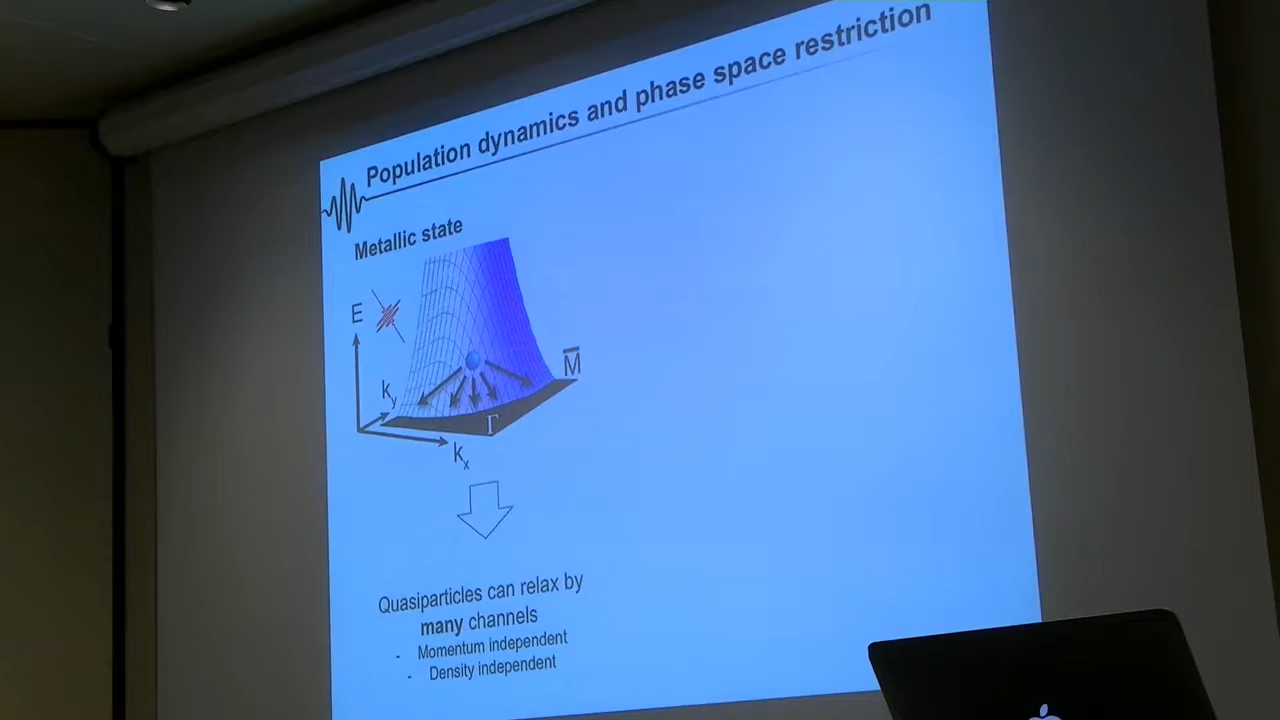 Population dynamics and phase space restriction
Metallic state
E
k_y
M̅
Γ
k_x
Quasiparticles can relax by
many channels
- Momentum independent
- Density independent